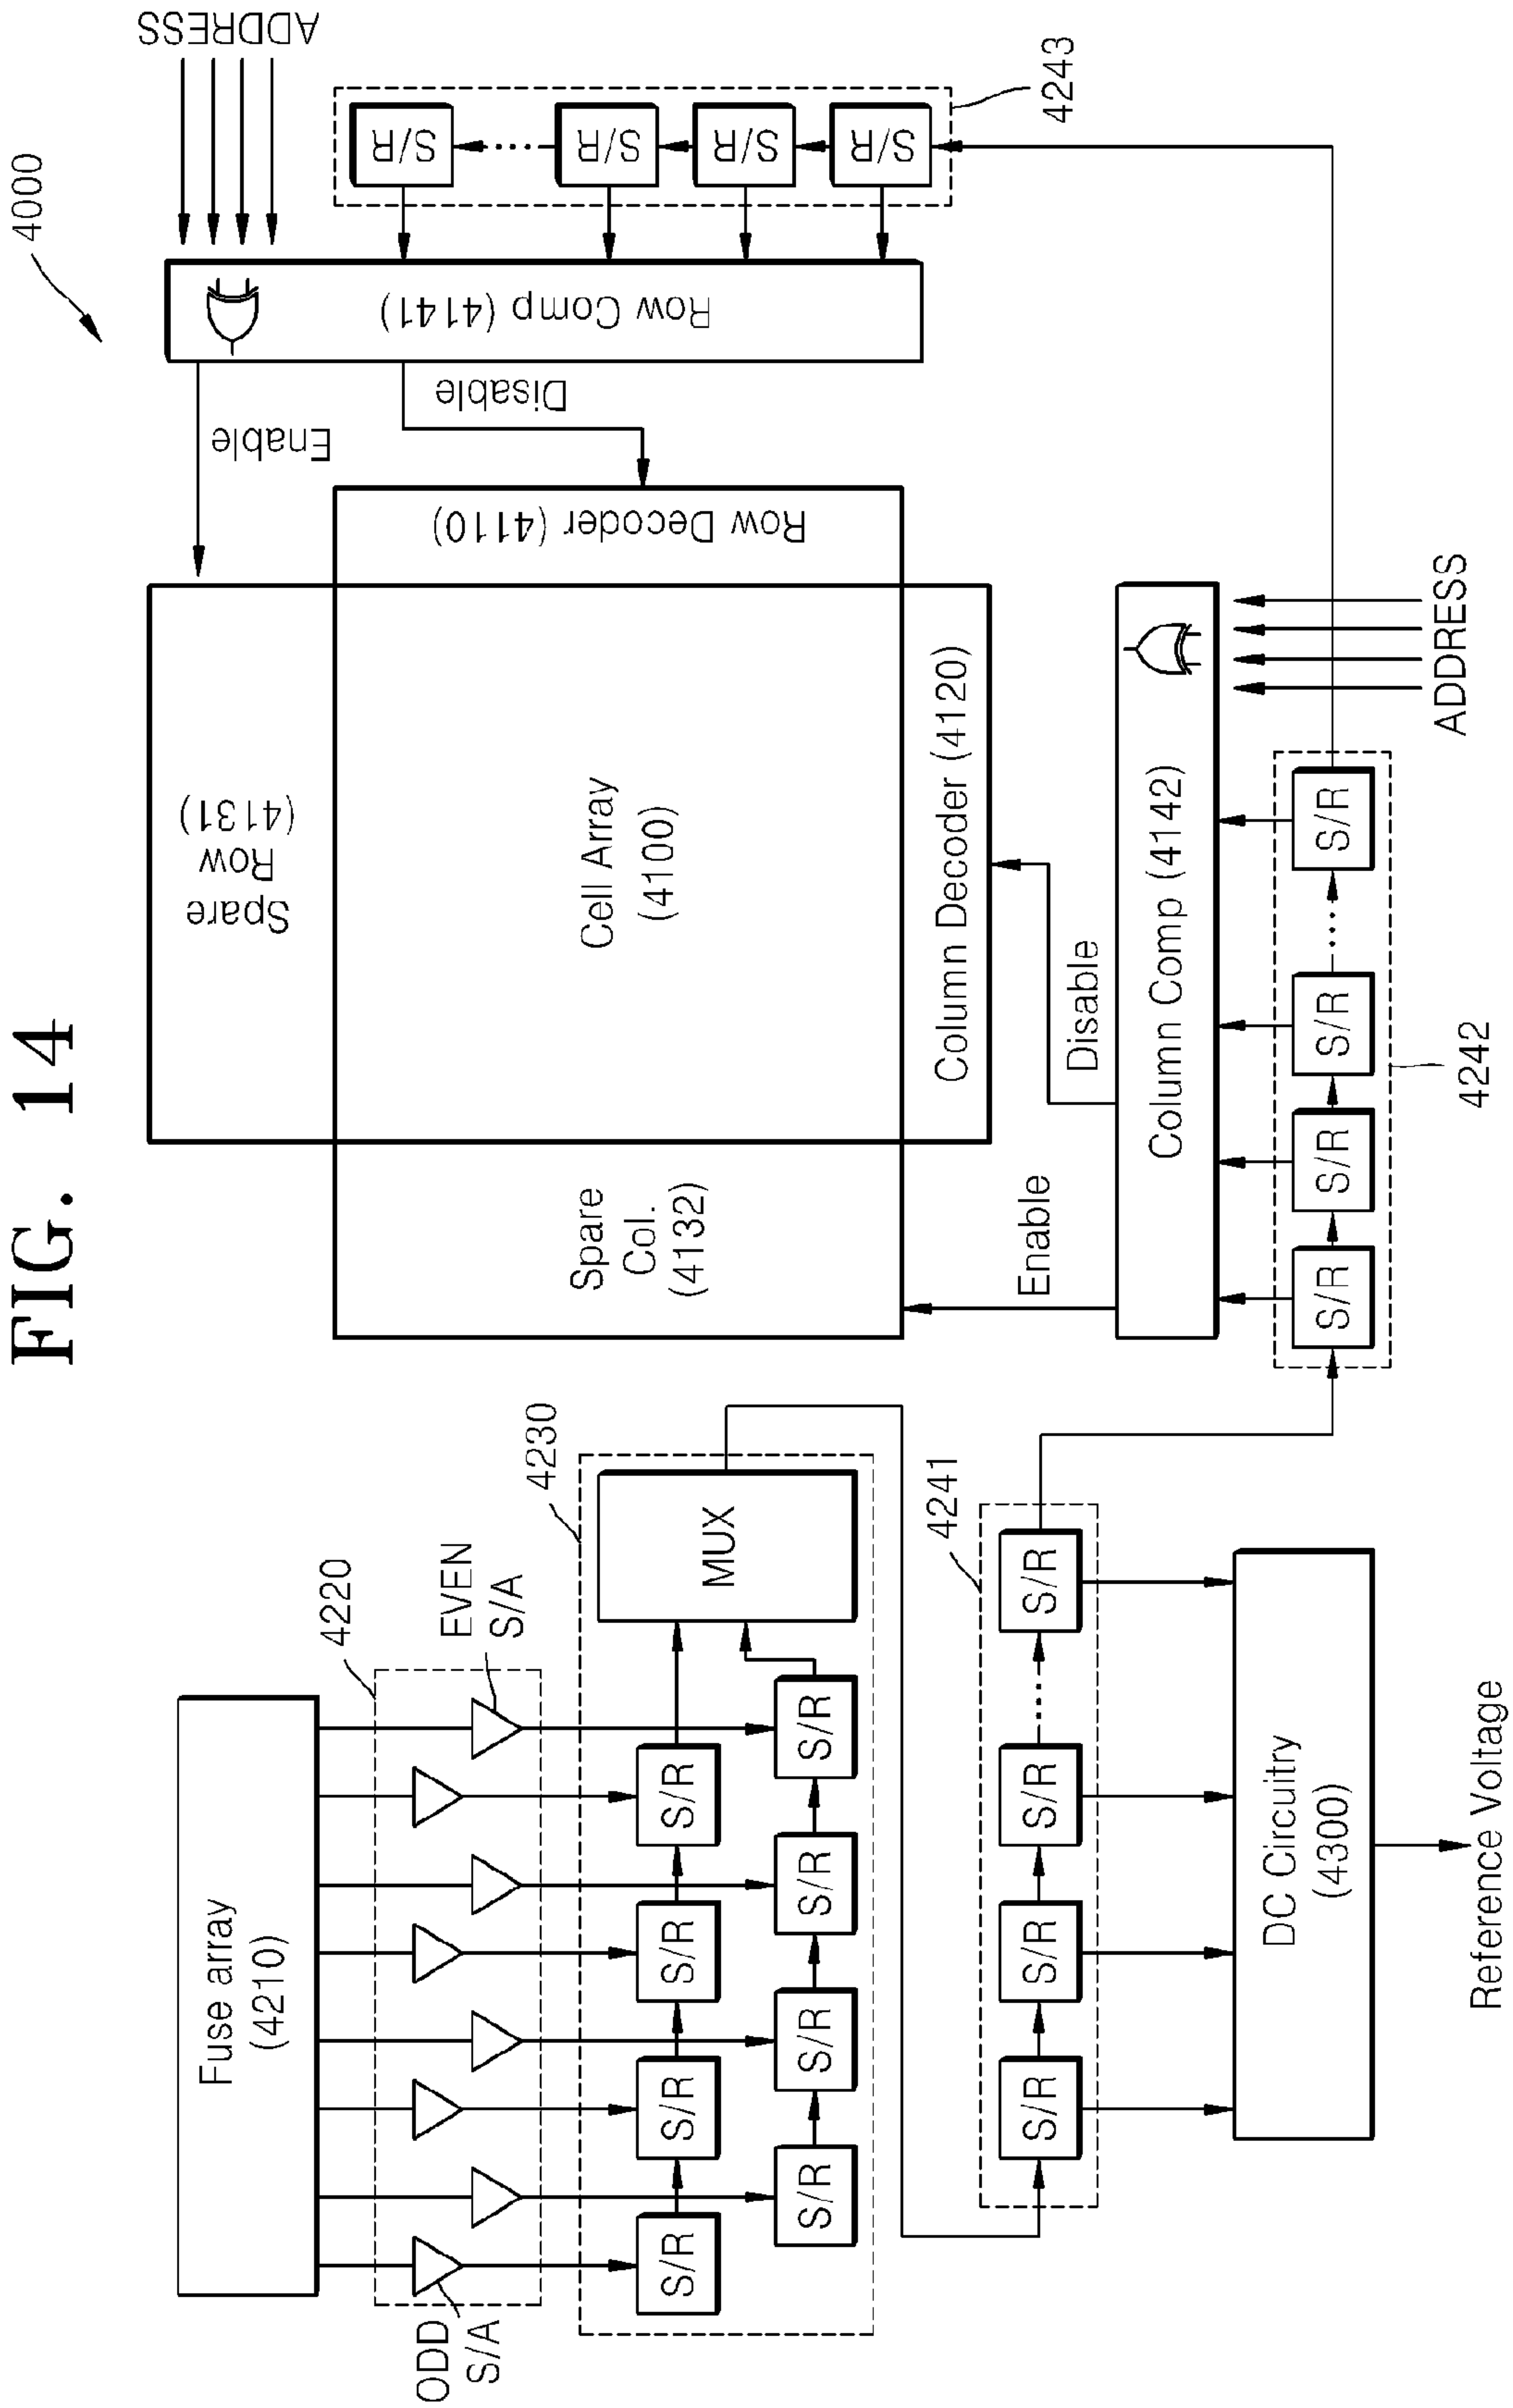 FIG. 14
4000
Fuse array
(4210)
4220
ODD
S/A
EVEN
S/A
4230
S/R
S/R
S/R
S/R
S/R
S/R
S/R
S/R
MUX
4241
S/R
S/R
S/R
S/R
DC Circuitry
(4300)
Reference Voltage
Spare
Row
(4131)
Enable
Spare
Col.
(4132)
Cell Array
(4100)
Row Decoder (4110)
Disable
Row Comp (4141)
ADDRESS
S/R
S/R
S/R
S/R
4243
Column Decoder (4120)
Enable
Disable
Column Comp (4142)
S/R
S/R
S/R
S/R
4242
ADDRESS